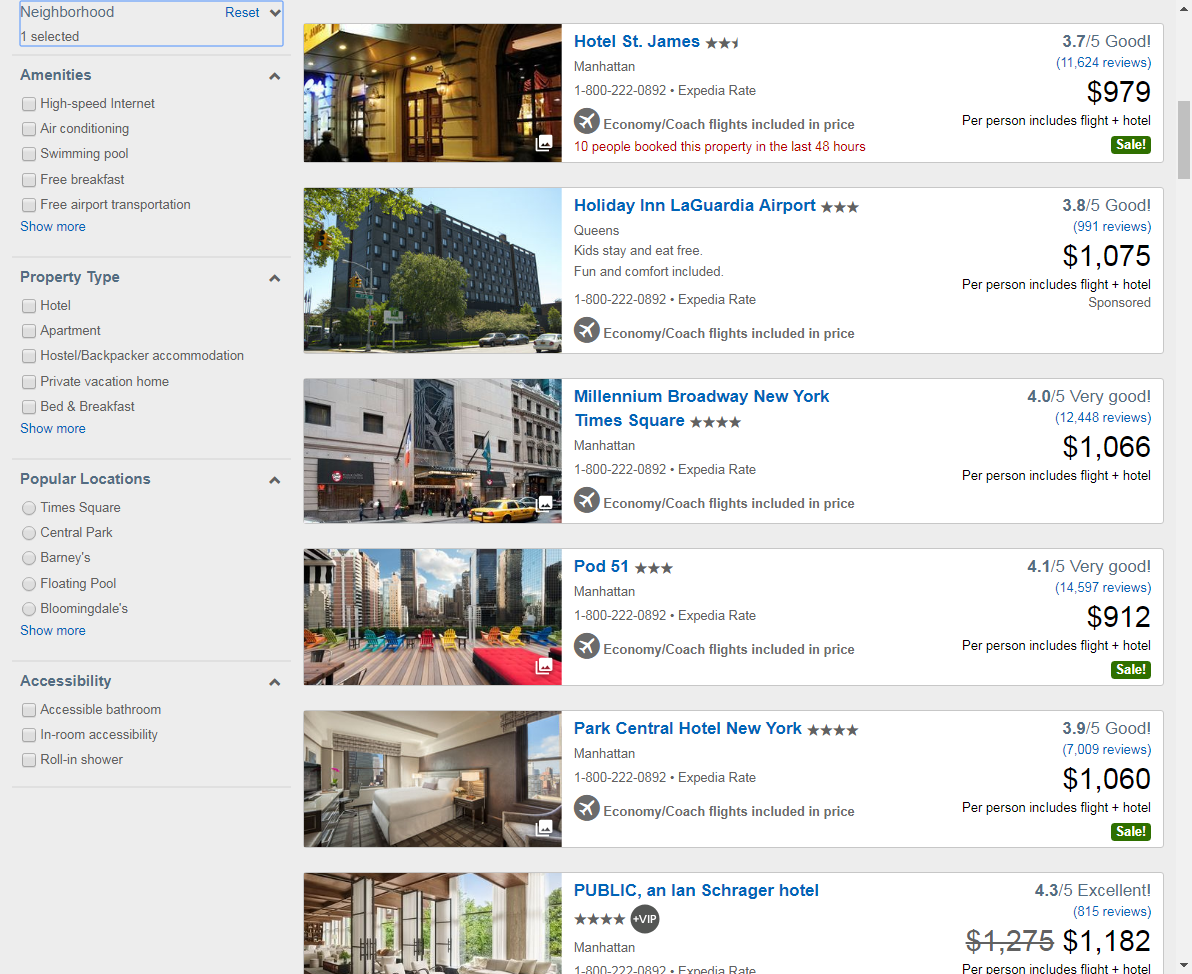 Neighborhood Reset
1 selected
Amenities
High-speed Internet
Air conditioning
Swimming pool
Free breakfast
Free airport transportation
Show more
Property Type
Hotel
Apartment
Hostel/Backpacker accommodation
Private vacation home
Bed & Breakfast
Show more
Popular Locations
Times Square
Central Park
Barney's
Floating Pool
Bloomingdale's
Show more
Accessibility
Accessible bathroom
In-room accessibility
Roll-in shower
Hotel St. James
Manhattan
1-800-222-0892 • Expedia Rate
Economy/Coach flights included in price
10 people booked this property in the last 48 hours
3.7/5 Good!
(11,624 reviews)
$979
Per person includes flight + hotel
Sale!
Holiday Inn LaGuardia Airport
Queens
Kids stay and eat free.
Fun and comfort included.
1-800-222-0892 • Expedia Rate
Economy/Coach flights included in price
3.8/5 Good!
(991 reviews)
$1,075
Per person includes flight + hotel
Sponsored
Millennium Broadway New York
Times Square
Manhattan
1-800-222-0892 • Expedia Rate
Economy/Coach flights included in price
4.0/5 Very good!
(12,448 reviews)
$1,066
Per person includes flight + hotel
Pod 51
Manhattan
1-800-222-0892 • Expedia Rate
Economy/Coach flights included in price
4.1/5 Very good!
(14,597 reviews)
$912
Per person includes flight + hotel
Sale!
Park Central Hotel New York
Manhattan
1-800-222-0892 • Expedia Rate
Economy/Coach flights included in price
3.9/5 Good!
(7,009 reviews)
$1,060
Per person includes flight + hotel
Sale!
PUBLIC, an Ian Schrager hotel
+VIP
Manhattan
1-800-222-0892 • Expedia Rate
4.3/5 Excellent!
(815 reviews)
$1,275 $1,182
Per person includes flight + hotel